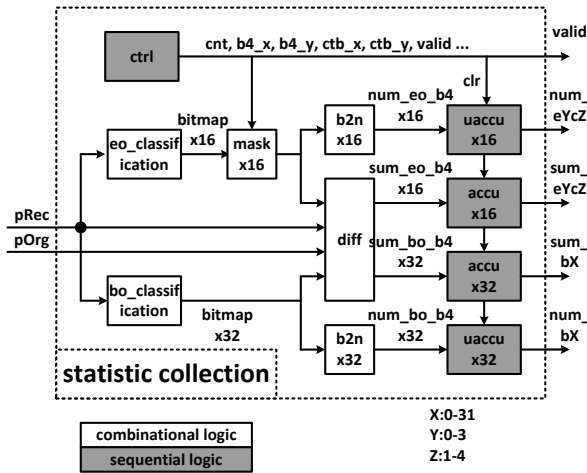 ctrl
cnt, b4_x, b4_y, ctb_x, ctb_y, valid ...
valid
clr
bitmap
x16
num_eo_b4
x16
num_
eYcZ
eo_classif
ication
mask
x16
b2n
x16
uaccu
x16
sum_eo_b4
x16
accu
x16
sum_
eYcZ
pRec
pOrg
diff
sum_bo_b4
x32
accu
x32
sum_
bX
bo_classif
ication
bitmap
x32
b2n
x32
num_bo_b4
x32
uaccu
x32
num_
bX
statistic collection
combinational logic
sequential logic
X:0-31
Y:0-3
Z:1-4